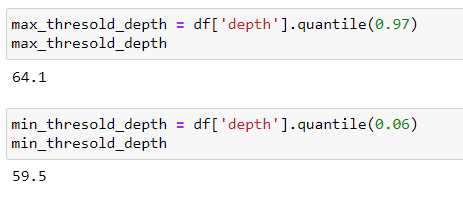 max_thresold_depth = df['depth'].quantile(0.97)
max_thresold_depth
64.1
min_thresold_depth = df['depth'].quantile(0.06)
min_thresold_depth
59.5